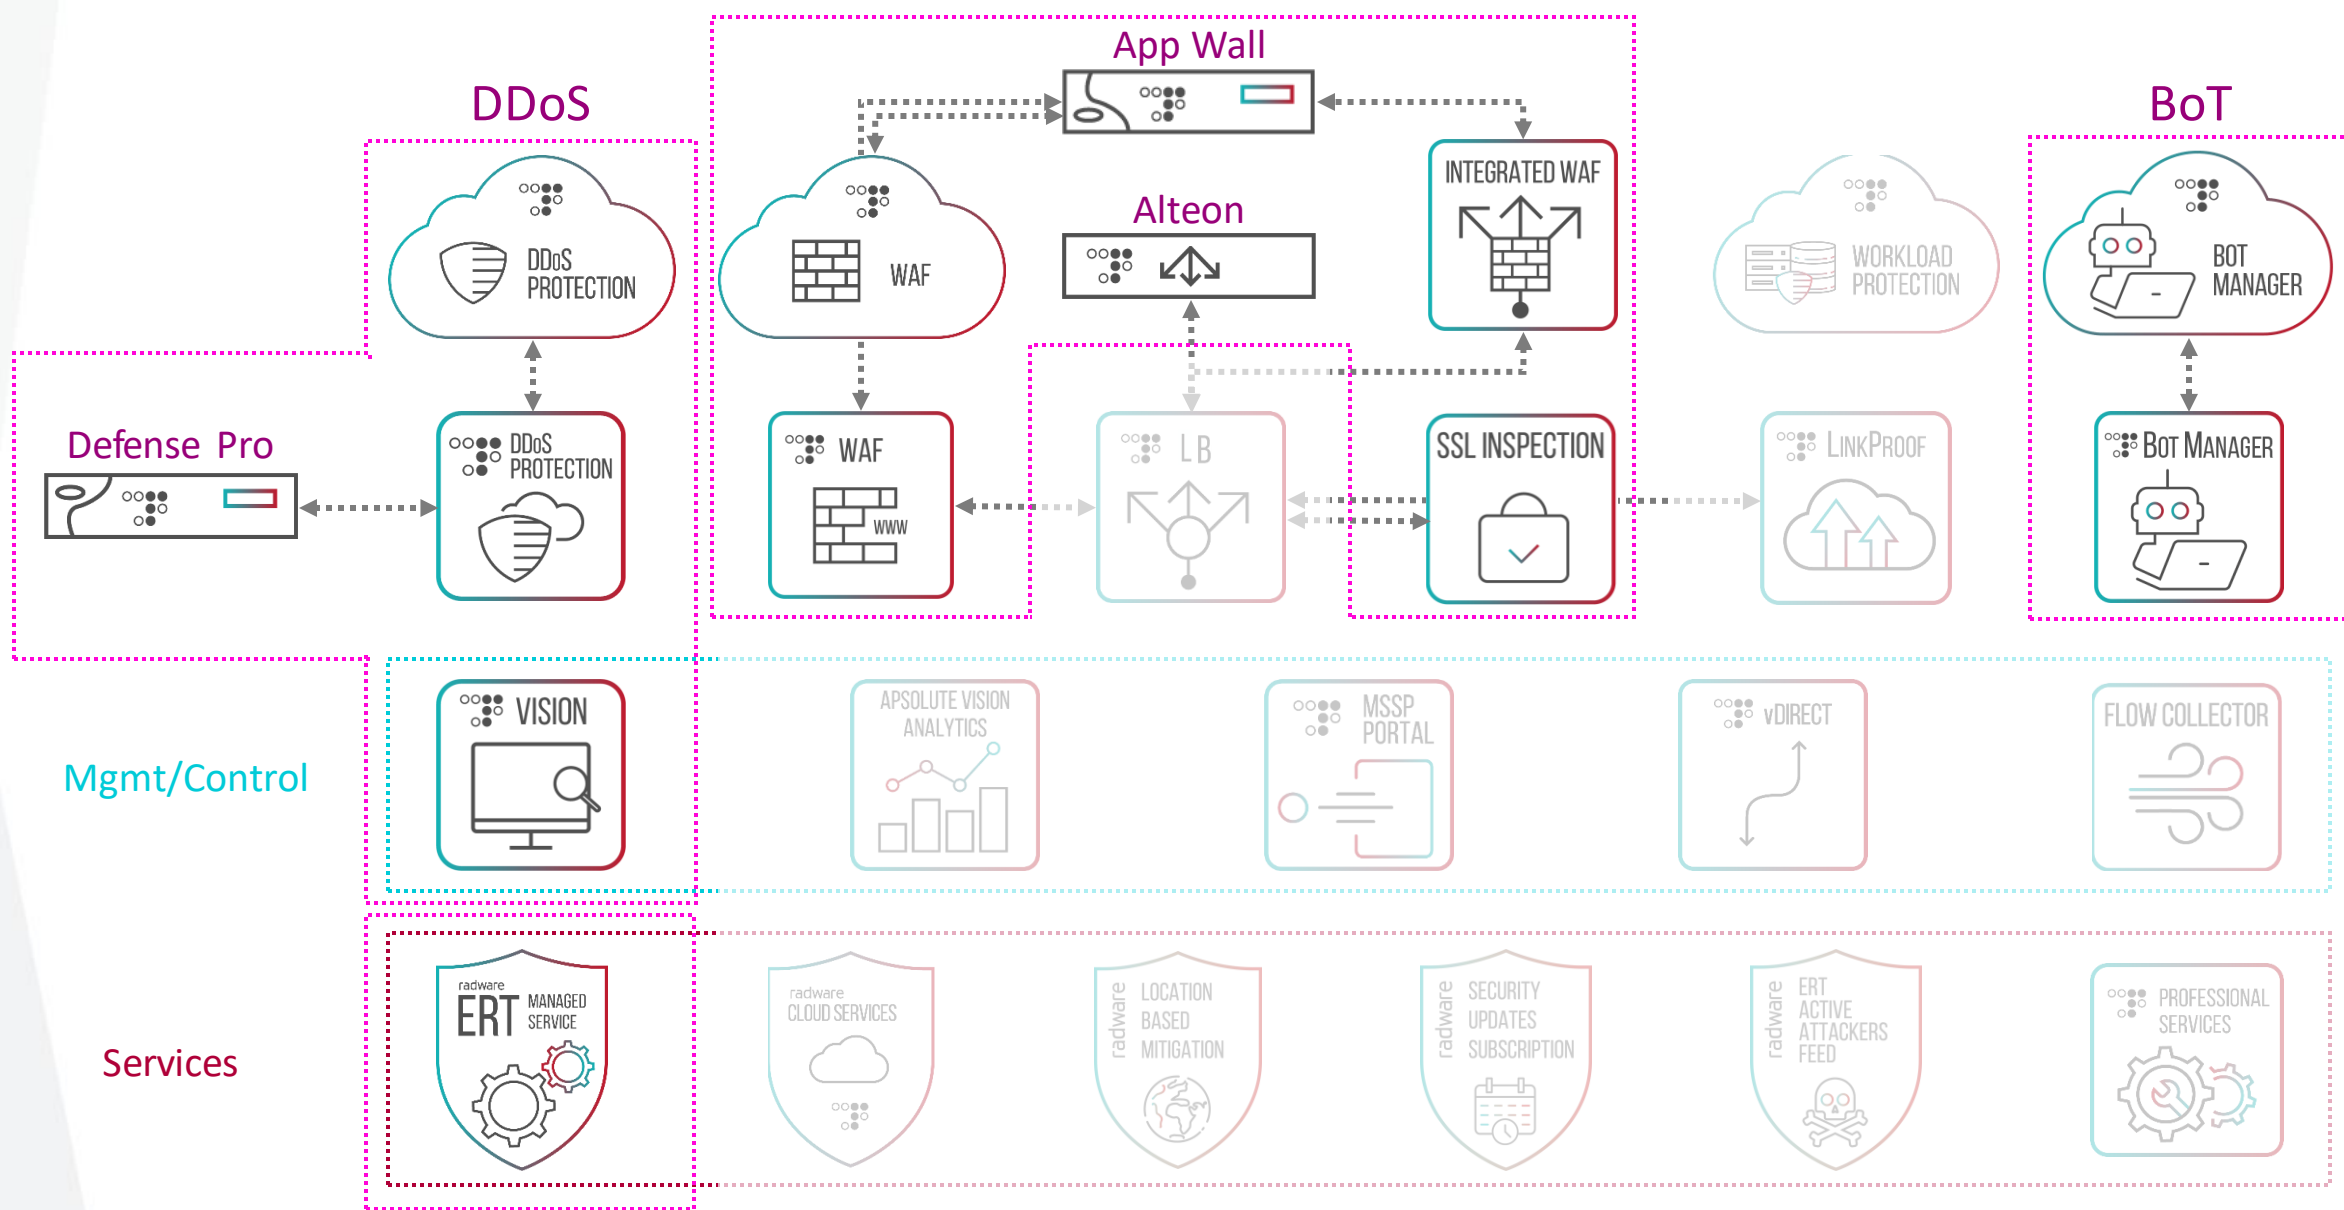 App Wall
DDoS
BoT
INTEGRATED WAF
Alteon
DDoS
PROTECTION
WAF
WORKLOAD
PROTECTION
BOT
MANAGER
Defense Pro
DDoS
PROTECTION
WAF
WWW
LB
SSL INSPECTION
LINKPROOF
BOT MANAGER
Mgmt/Control
VISION
APSOLUTE VISION
ANALYTICS
MSSP
PORTAL
vDIRECT
FLOW COLLECTOR
Services
radware
ERT MANAGED
SERVICE
radware
CLOUD SERVICES
radware
LOCATION
BASED
MITIGATION
radware
SECURITY
UPDATES
SUBSCRIPTION
radware
ERT
ACTIVE
ATTACKERS
FEED
PROFESSIONAL
SERVICES